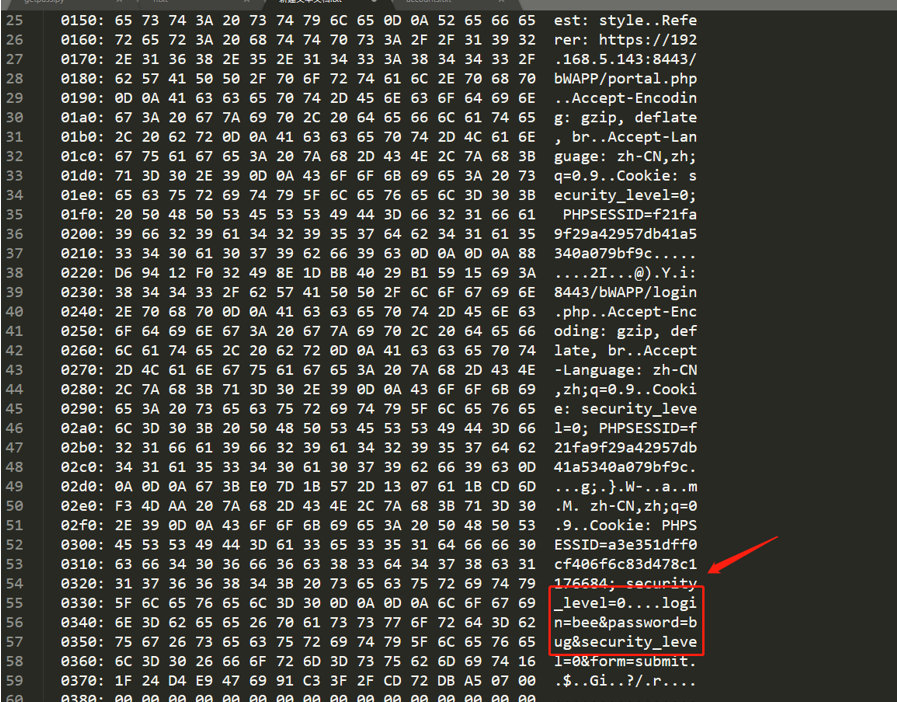 25 0150: 65 73 74 3A 20 73 74 79 6C 65 0D 0A 52 65 66 65 est: style..Refe
26 0160: 72 65 72 3A 20 68 74 74 70 73 3A 2F 2F 31 39 32 rer: https://192
27 0170: 2E 31 36 38 2E 35 2E 31 34 33 3A 38 34 34 33 2F .168.5.143:8443/
28 0180: 62 57 41 50 50 2F 70 6F 72 74 61 6C 2E 70 68 70 bWAPP/portal.php
29 0190: 0D 0A 41 63 63 65 70 74 2D 45 6E 63 6F 64 69 6E ..Accept-Encodin
30 01a0: 67 3A 20 67 7A 69 70 2C 20 64 65 66 6C 61 74 65 g: gzip, deflate
31 01b0: 2C 20 62 72 0D 0A 41 63 63 65 70 74 2D 4C 61 6E , br..Accept-Lan
32 01c0: 67 75 61 67 65 3A 20 7A 68 2D 43 4E 2C 7A 68 3B guage: zh-CN,zh;
33 01d0: 71 3D 30 2E 39 0D 0A 43 6F 6F 6B 69 65 3A 20 73 q=0.9..Cookie: s
34 01e0: 65 63 75 72 69 74 79 5F 6C 65 76 65 6C 3D 30 3B ecurity_level=0;
35 01f0: 20 50 48 50 53 45 53 53 49 44 3D 66 32 31 66 61 PHPSESSID=f21fa
36 0200: 39 66 32 39 61 34 32 39 35 37 64 62 34 31 61 35 9f29a42957db41a5
37 0210: 33 34 30 61 30 37 39 62 66 39 63 0D 0A 0D 0A 88 340a079bf9c.....
38 0220: D6 94 12 F0 32 49 8E 1D BB 40 29 B1 59 15 69 3A ....2I...@).Y.i:
39 0230: 38 34 34 33 2F 62 57 41 50 50 2F 6C 6F 67 69 6E 8443/bWAPP/login
40 0240: 2E 70 68 70 0D 0A 41 63 63 65 70 74 2D 45 6E 63 .php..Accept-Enc
41 0250: 6F 64 69 6E 67 3A 20 67 7A 69 70 2C 20 64 65 66 oding: gzip, def
42 0260: 6C 61 74 65 2C 20 62 72 0D 0A 41 63 63 65 70 74 late, br..Accept
43 0270: 2D 4C 61 6E 67 75 61 67 65 3A 20 7A 68 2D 43 4E -Language: zh-CN
44 0280: 2C 7A 68 3B 71 3D 30 2E 39 0D 0A 43 6F 6F 6B 69 ,zh;q=0.9..Cooki
45 0290: 65 3A 20 73 65 63 75 72 69 74 79 5F 6C 65 76 65 e: security_leve
46 02a0: 6C 3D 30 3B 20 50 48 50 53 45 53 53 49 44 3D 66 l=0; PHPSESSID=f
47 02b0: 32 31 66 61 39 66 32 39 61 34 32 39 35 37 64 62 21fa9f29a42957db
48 02c0: 34 31 61 35 33 34 30 61 30 37 39 62 66 39 63 0D 41a5340a079bf9c.
49 02d0: 0A 0D 0A 67 3B E0 7D 1B 57 2D 13 07 61 1B CD 6D ...g;.}.W-..a..m
50 02e0: F3 4D AA 20 7A 68 2D 43 4E 2C 7A 68 3B 71 3D 30 .M. zh-CN,zh;q=0
51 02f0: 2E 39 0D 0A 43 6F 6F 6B 69 65 3A 20 50 48 50 53 .9..Cookie: PHPS
52 0300: 45 53 53 49 44 3D 61 33 65 33 35 31 64 66 66 30 ESSID=a3e351dff0
53 0310: 63 66 34 30 36 66 36 63 38 33 64 34 37 38 63 31 cf406f6c83d478c1
54 0320: 31 37 36 36 38 34 3B 20 73 65 63 75 72 69 74 79 176684; security
55 0330: 5F 6C 65 76 65 6C 3D 30 0D 0A 0D 0A 6C 6F 67 69 _level=0....logi
56 0340: 6E 3D 62 65 65 26 70 61 73 73 77 6F 72 64 3D 62 n=bee&password=b
57 0350: 75 67 26 73 65 63 75 72 69 74 79 5F 6C 65 76 65 ug&security_leve
58 0360: 6C 3D 30 26 66 6F 72 6D 3D 73 75 62 6D 69 74 16 l=0&form=submit.
59 0370: 1F 24 D4 E9 47 69 91 C3 3F 2F CD 72 DB A5 07 00 .$..Gi..?/.r....
60 0380: 00 00 00 00 00 00 00 00 00 00 00 00 00 00 00 00